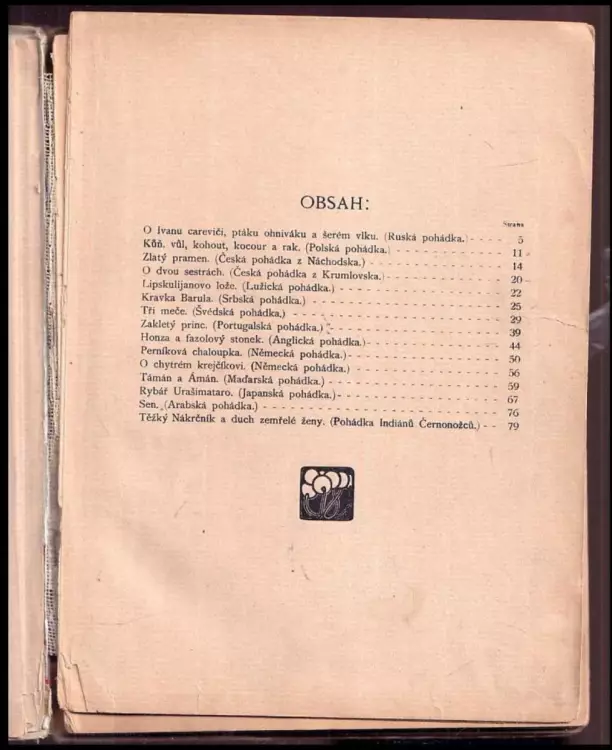 OBSAH:
Strana
O Ivanu careviči, ptáku ohniváku a šerém vlku. (Ruská pohádka.) - - - - 5
Kůň, vůl, kohout, kocour a rak. (Polská pohádka.) - - - - - - - - - - - 11
Zlatý pramen. (Česká pohádka z Náchodska.) - - - - - - - - - - - - - 14
O dvou sestrách. (Česká pohádka z Krumlovska.) - - - - - - - - - - - - 20
Lipskulijanovo lože. (Lužická pohádka.) - - - - - - - - - - - - - - - - 22
Kravka Barula. (Srbská pohádka.) - - - - - - - - - - - - - - - - - - - 25
Tři meče. (Švédská pohádka.) - - - - - - - - - - - - - - - - - - - - - 29
Zakletý princ. (Portugalská pohádka.) - - - - - - - - - - - - - - - - - 39
Honza a fazolový stonek. (Anglická pohádka.) - - - - - - - - - - - - - 44
Perníková chaloupka. (Německá pohádka.) - - - - - - - - - - - - - - - 50
O chytrém krejčíkovi. (Německá pohádka.) - - - - - - - - - - - - - - - 56
Támán a Ámán. (Maďarská pohádka.) - - - - - - - - - - - - - - - - - 59
Rybář Urašimataro. (Japanská pohádka.) - - - - - - - - - - - - - - - - 67
Sen. (Arabská pohádka.) - - - - - - - - - - - - - - - - - - - - - - - - 76
Těžký Nákrčník a duch zemřelé ženy. (Pohádka Indiánů Černonožců.) - - 79